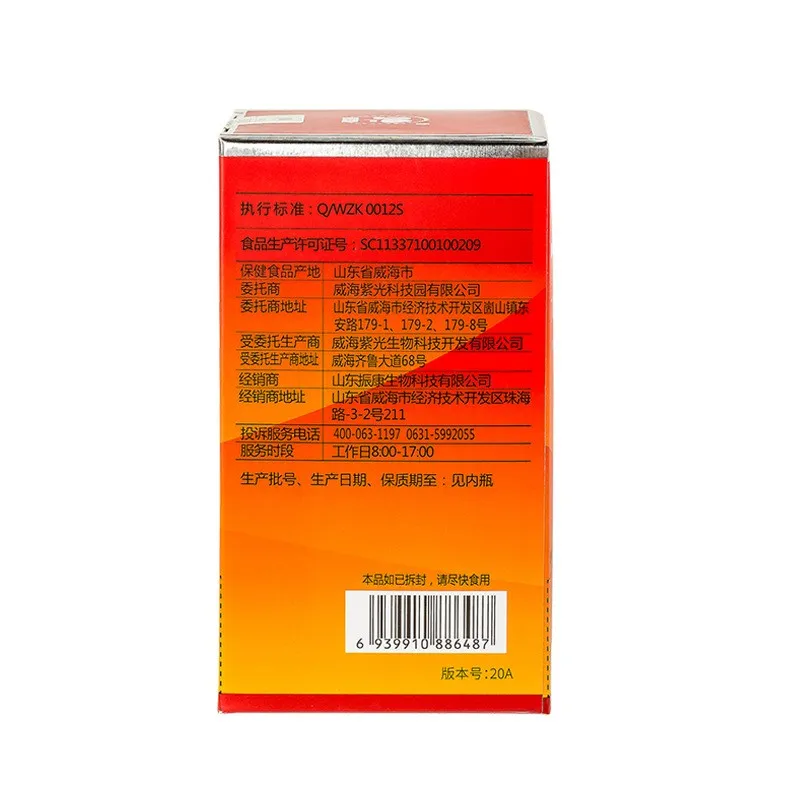 执行标准：Q/WZK 0012S
食品生产许可证号：SC11337100100209
保健食品产地 山东省威海市
委托商 威海紫光科技园有限公司
委托商地址 山东省威海市经济技术开发区崮山镇东
安路179-1、179-2、179-8号
受委托生产商 威海紫光生物科技开发有限公司
受委托生产商地址 威海齐鲁大道68号
经销商 山东振康生物科技有限公司
经销商地址 山东省威海市经济技术开发区珠海
路-3-2号211
投诉服务电话 400-063-1197 0631-5992055
服务时段 工作日8:00-17:00
生产批号、生产日期、保质期至：见内瓶
本品如已拆封，请尽快食用
6 939910 886487
版本号：20A